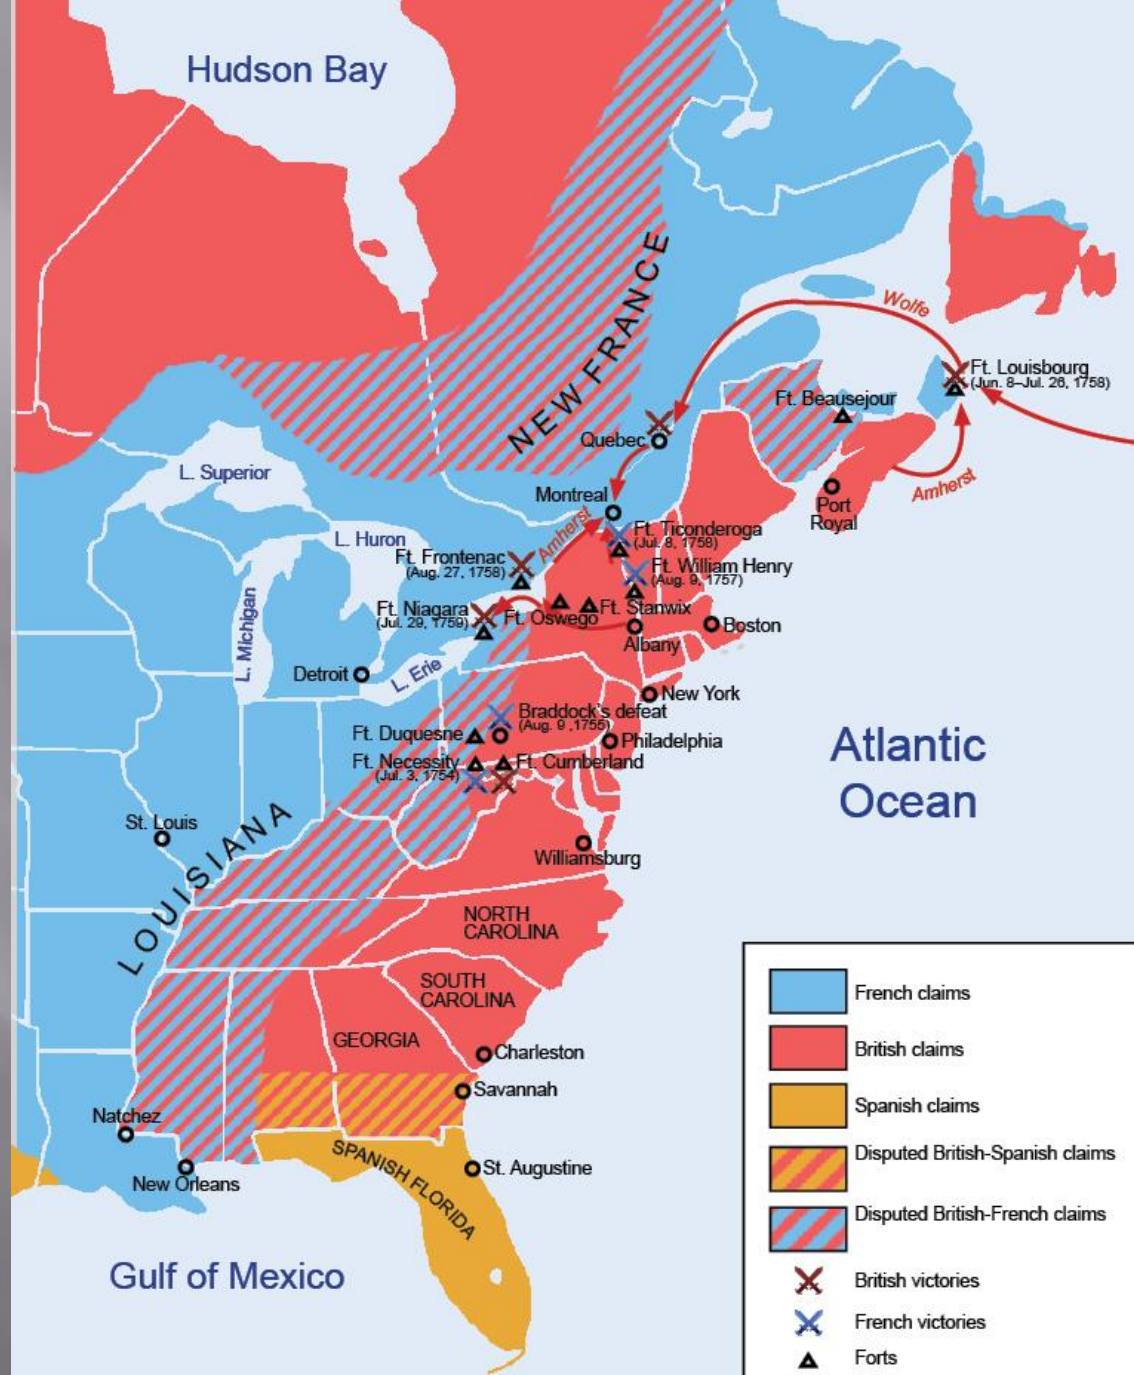 Hudson Bay
NEW FRANCE
Wolfe
Ft. Louisbourg
(Jun. 8–Jul. 26, 1758)
Ft. Beausejour
Quebec
L. Superior
Amherst
Montreal
Port
Royal
Ft. Ticonderoga
(Jul. 8, 1758)
L. Huron
Amherst
Ft. Frontenac
(Aug. 27, 1758)
Ft. William Henry
(Aug. 9, 1757)
Ft. Niagara
(Jul. 29, 1759)
Ft. Oswego
Ft. Stanwix
L. Michigan
Boston
Albany
Detroit
L. Erie
New York
Braddock's defeat
(Aug. 9 ,1755)
Ft. Duquesne
Philadelphia
Atlantic
Ocean
Ft. Necessity
(Jul. 3, 1754)
Ft. Cumberland
St. Louis
LOUISIANA
Williamsburg
NORTH
CAROLINA
SOUTH
CAROLINA
GEORGIA
Charleston
Savannah
Natchez
New Orleans
SPANISH FLORIDA
St. Augustine
Gulf of Mexico
French claims
British claims
Spanish claims
Disputed British-Spanish claims
Disputed British-French claims
British victories
French victories
Forts